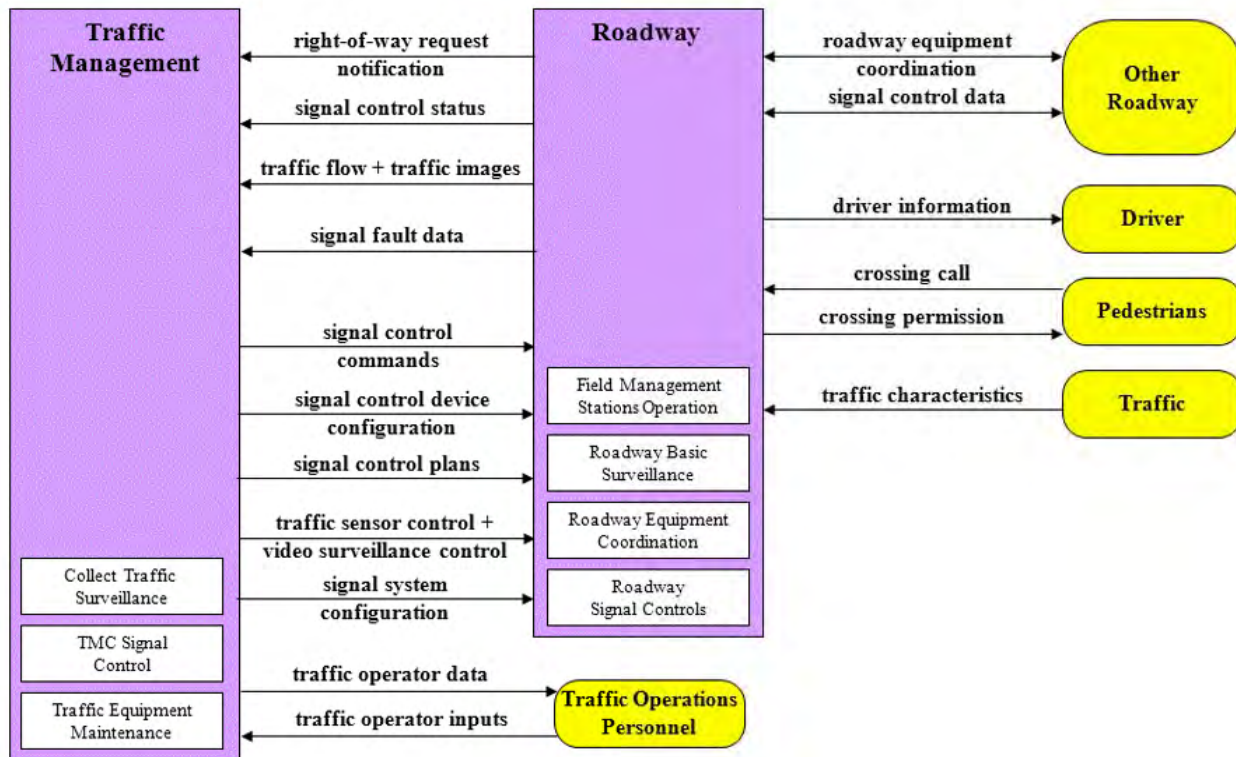 Traffic
Management
right-of-way request
notification
signal control status
traffic flow + traffic images
signal fault data
signal control
commands
signal control device
configuration
signal control plans
traffic sensor control +
video surveillance control
signal system
configuration
traffic operator data
traffic operator inputs
Collect Traffic
Surveillance
TMC Signal
Control
Traffic Equipment
Maintenance
Roadway
Field Management
Stations Operation
Roadway Basic
Surveillance
Roadway Equipment
Coordination
Roadway
Signal Controls
Traffic Operations
Personnel
roadway equipment
coordination
signal control data
driver information
crossing call
crossing permission
traffic characteristics
Other
Roadway
Driver
Pedestrians
Traffic